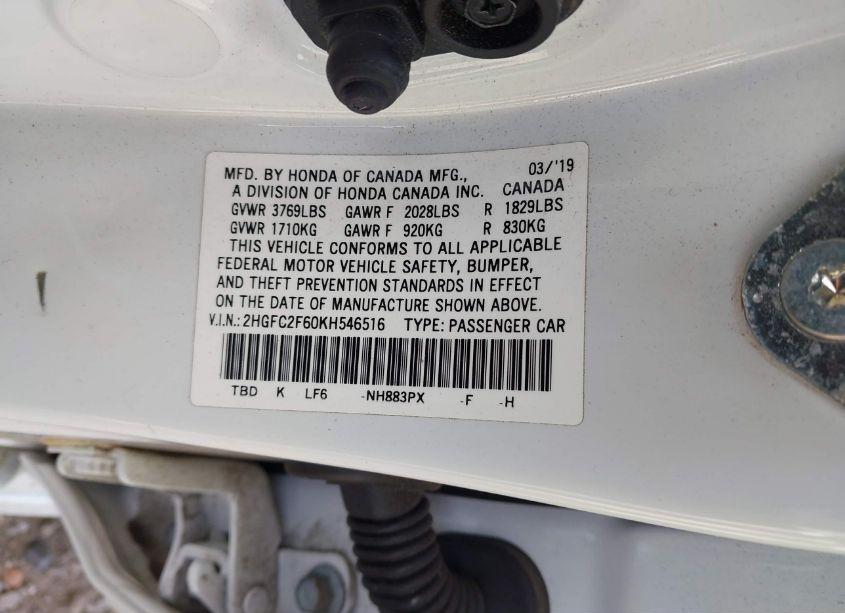 MFD. BY HONDA OF CANADA MFG., 03/'19
A DIVISION OF HONDA CANADA INC. CANADA
GVWR 3769LBS GAWR F 2028LBS R 1829LBS
GVWR 1710KG GAWR F 920KG R 830KG
THIS VEHICLE CONFORMS TO ALL APPLICABLE
FEDERAL MOTOR VEHICLE SAFETY, BUMPER,
AND THEFT PREVENTION STANDARDS IN EFFECT
ON THE DATE OF MANUFACTURE SHOWN ABOVE.
V.I.N.: 2HGFC2F60KH546516 TYPE: PASSENGER CAR
TBD K LF6 -NH883PX -F -H